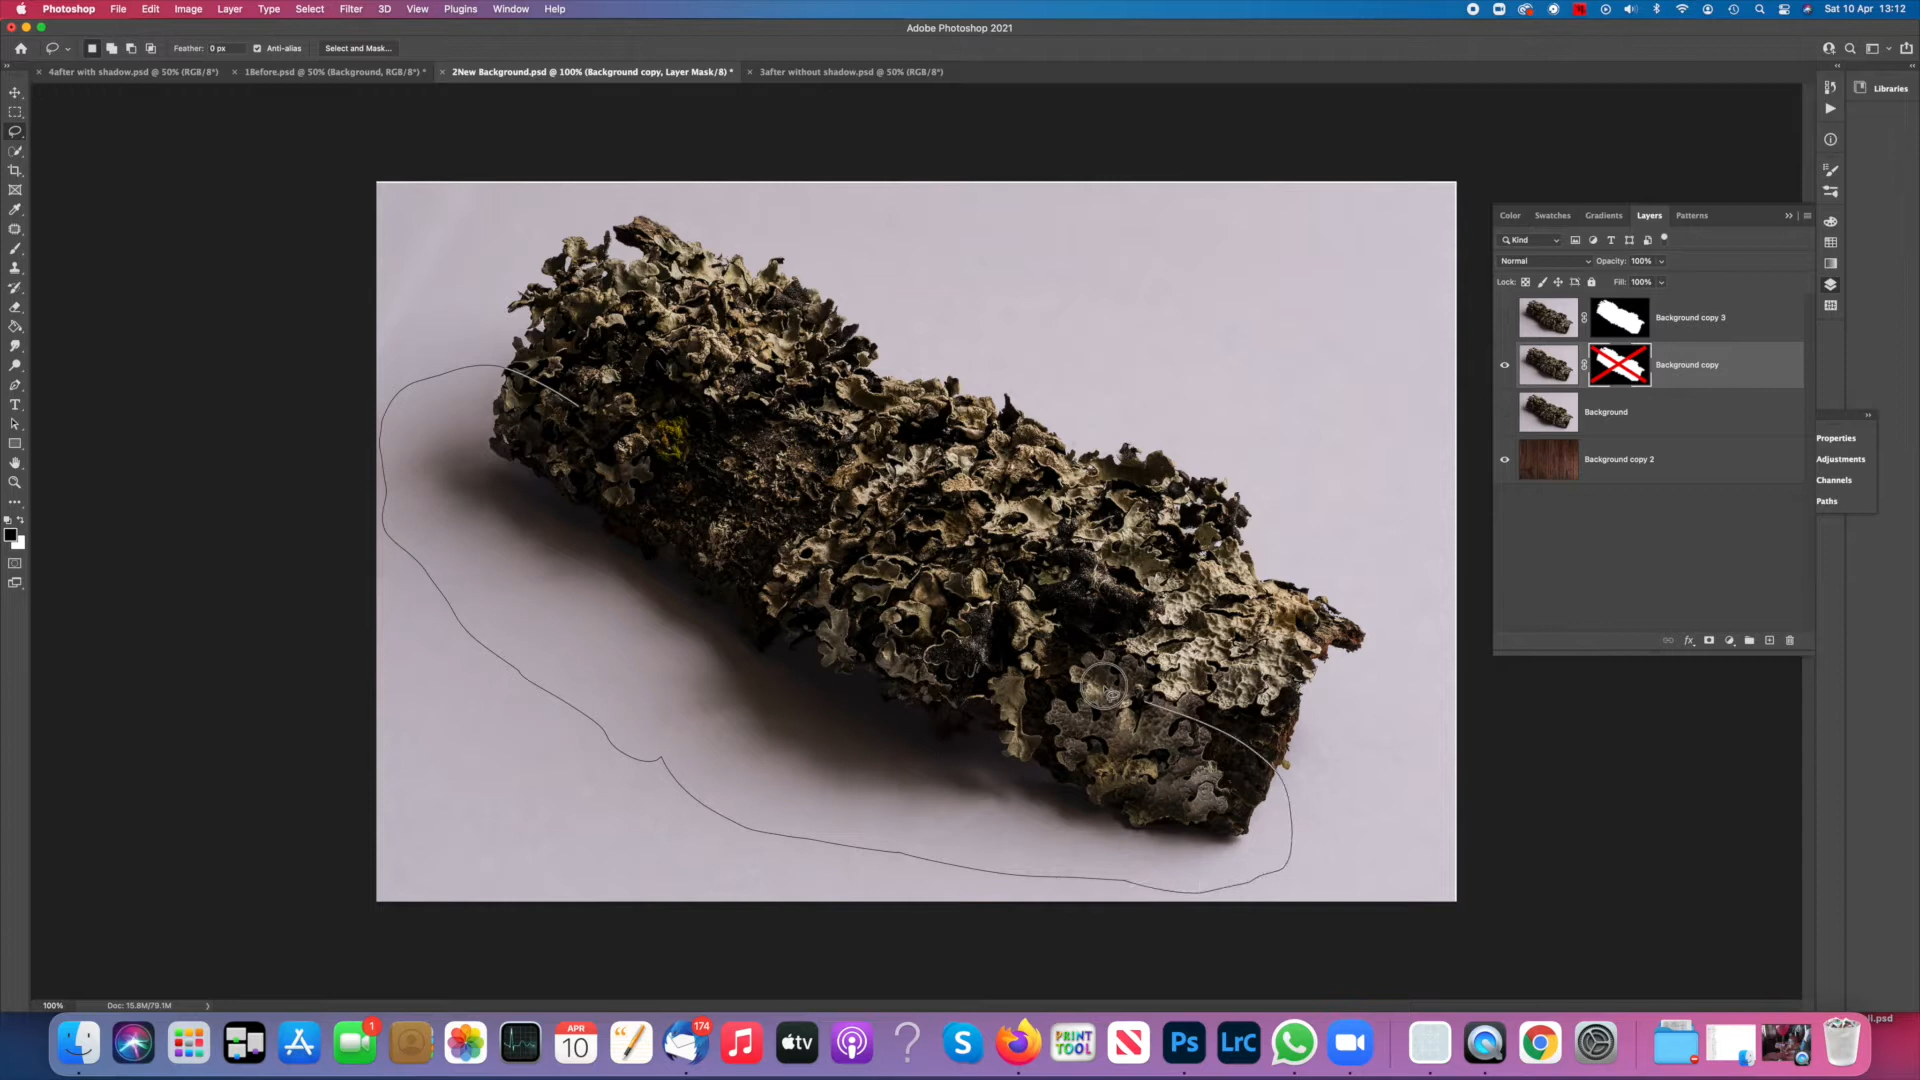 Photoshop File Edit Image Layer Type Select Filter 3D View Plugins Window Help
Sat 10 Apr 13:12
Adobe Photoshop 2021
Feather: 0 px Anti-alias Select and Mask...
4after with shadow.psd @ 50% (RGB/8*)
1Before.psd @ 50% (Background, RGB/8*) *
2New Background.psd @ 100% (Background copy, Layer Mask/8) *
3after without shadow.psd @ 50% (RGB/8*)
Libraries
Color Swatches Gradients Layers Patterns
Kind
Normal Opacity: 100%
Lock: Fill: 100%
Background copy 3
Background copy
Background
Background copy 2
Properties
Adjustments
Channels
Paths
100% Doc: 15.8M/79.1M
1
APR
10
174
tv
PRINT
TOOL
Ps
LrC
ll.psd